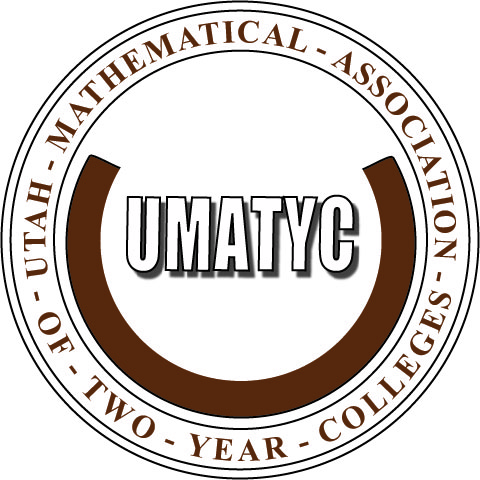 UTAH - MATHEMATICAL - ASSOCIATION - OF - TWO - YEAR - COLLEGES -
UMATYC